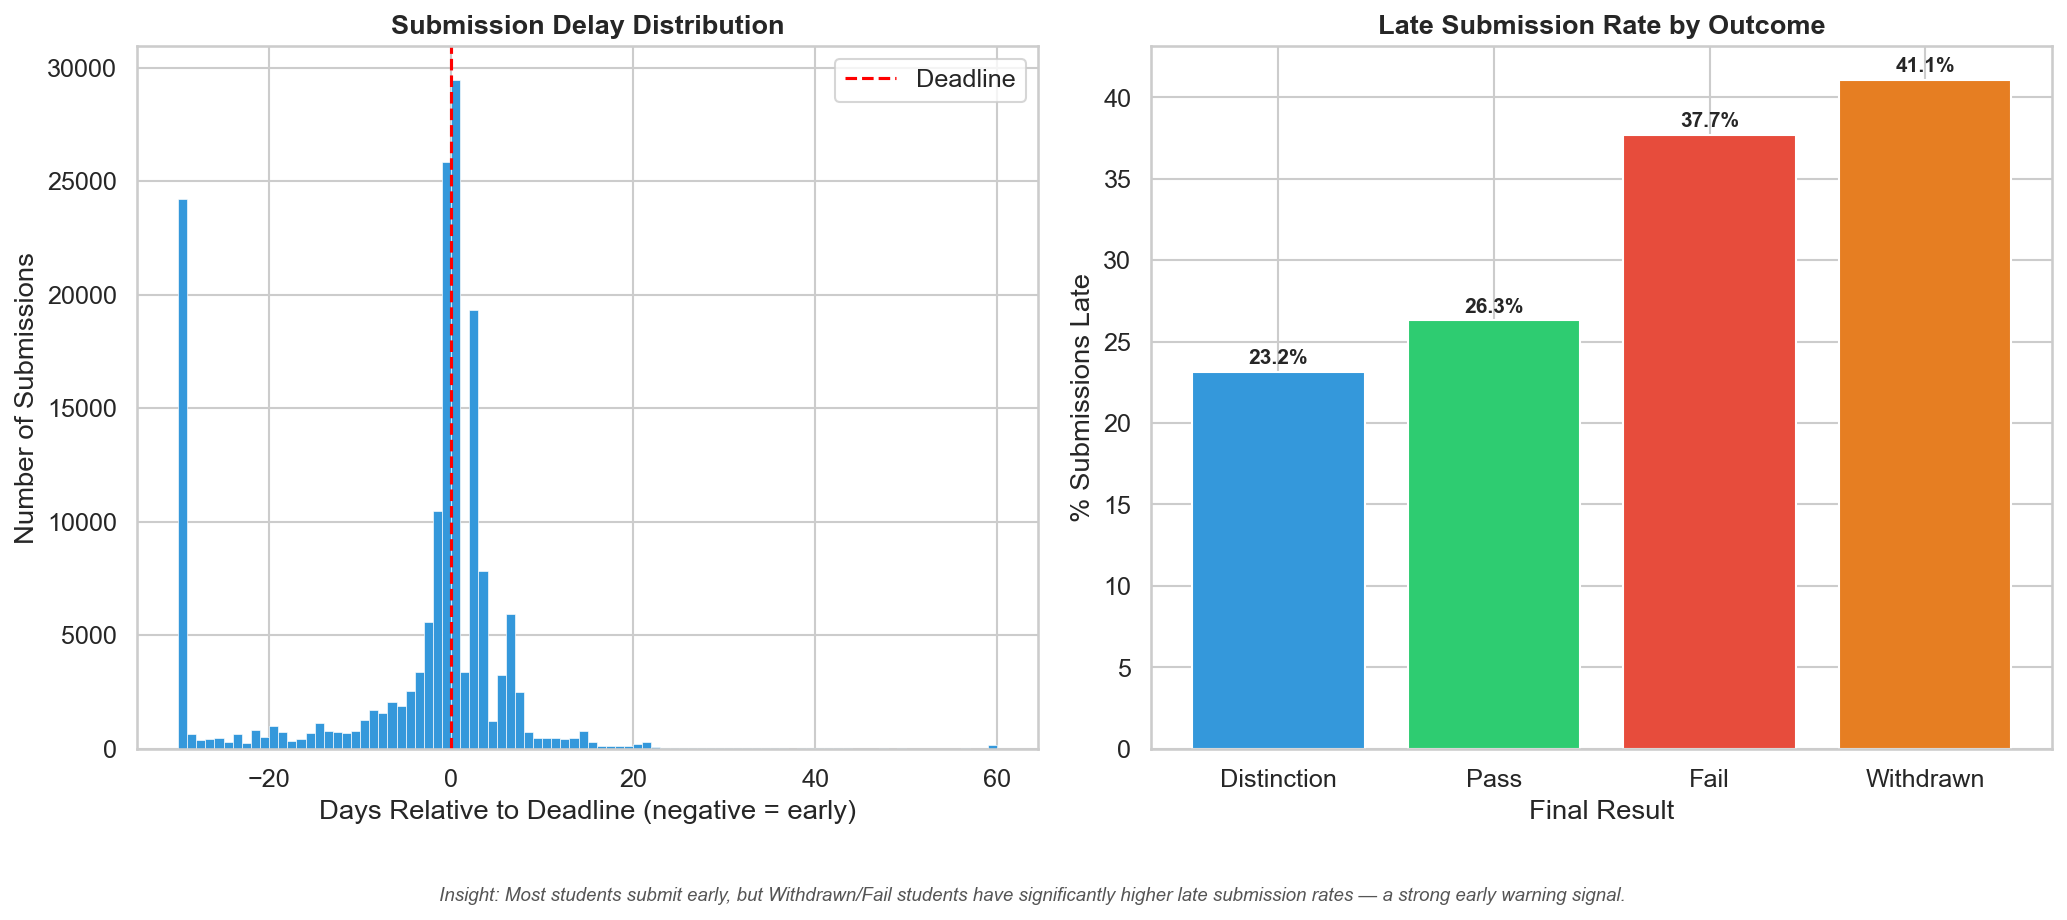 Submission Delay Distribution
30000
25000
20000
15000
10000
5000
0
Number of Submissions
Deadline
−20
0
20
40
60
Days Relative to Deadline (negative = early)
Late Submission Rate by Outcome
40
35
30
25
20
15
10
5
0
% Submissions Late
23.2%
26.3%
37.7%
41.1%
Distinction
Pass
Fail
Withdrawn
Final Result
Insight: Most students submit early, but Withdrawn/Fail students have significantly higher late submission rates — a strong early warning signal.